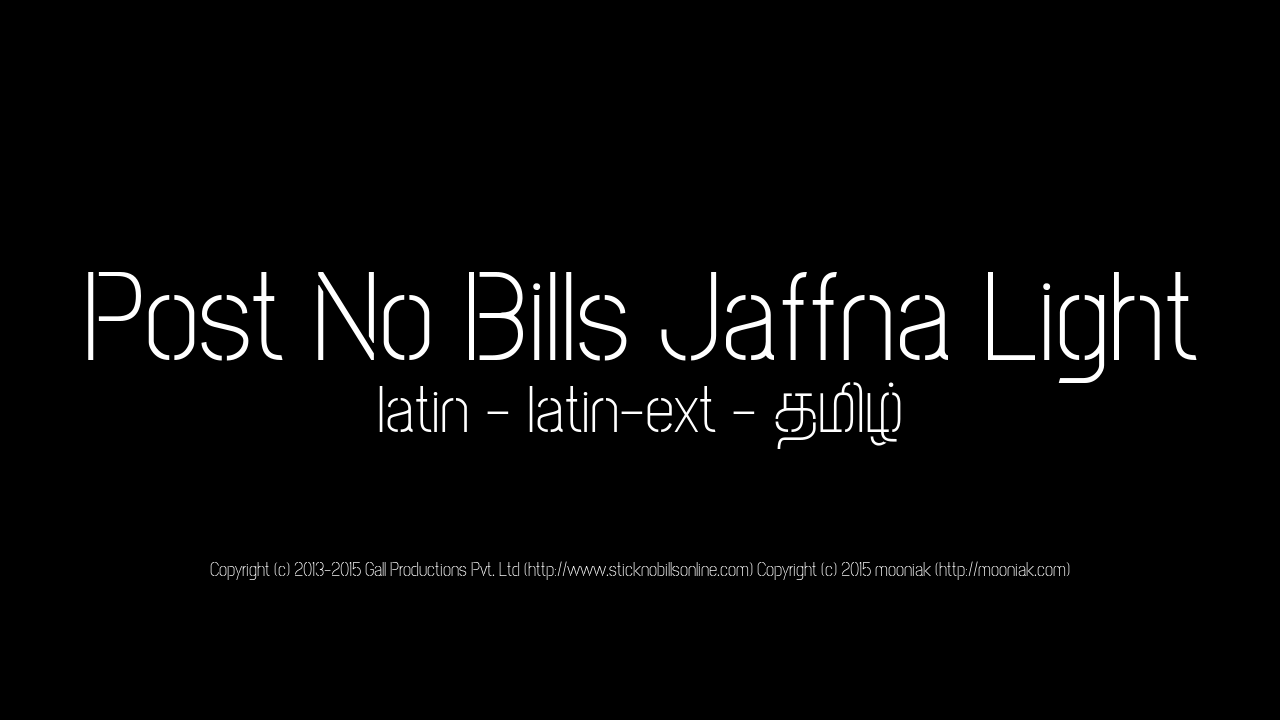 Post No Bills Jaffna Light
latin - latin-ext - தமிழ்
Copyright (c) 2013-2015 Gall Productions Pvt. Ltd (http://www.sticknobillsonline.com) Copyright (c) 2015 mooniak (http://mooniak.com)